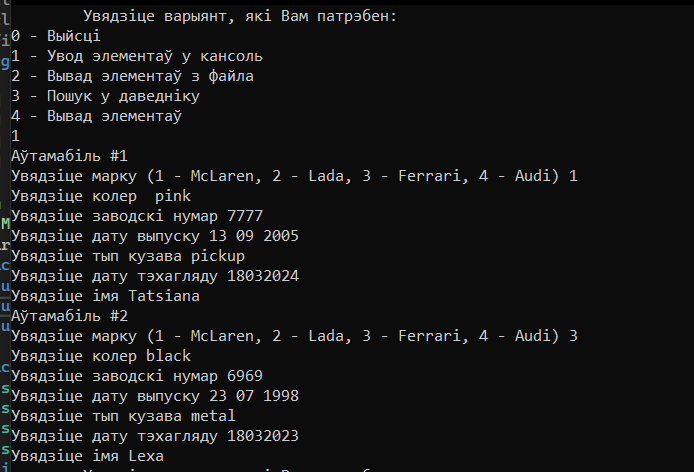 Увядзіце варыянт, які Вам патрэбен:
0 - Выйсці
1 - Увод элементаў у кансоль
2 - Вывад элементаў з файла
3 - Пошук у даведніку
4 - Вывад элементаў
1
Аўтамабіль #1
Увядзіце марку (1 - McLaren, 2 - Lada, 3 - Ferrari, 4 - Audi) 1
Увядзіце колер  pink
Увядзіце заводскі нумар 7777
Увядзіце дату выпуску 13 09 2005
Увядзіце тып кузава pickup
Увядзіце дату тэхагляду 18032024
Увядзіце імя Tatsiana
Аўтамабіль #2
Увядзіце марку (1 - McLaren, 2 - Lada, 3 - Ferrari, 4 - Audi) 3
Увядзіце колер black
Увядзіце заводскі нумар 6969
Увядзіце дату выпуску 23 07 1998
Увядзіце тып кузава metal
Увядзіце дату тэхагляду 18032023
Увядзіце імя Lexa